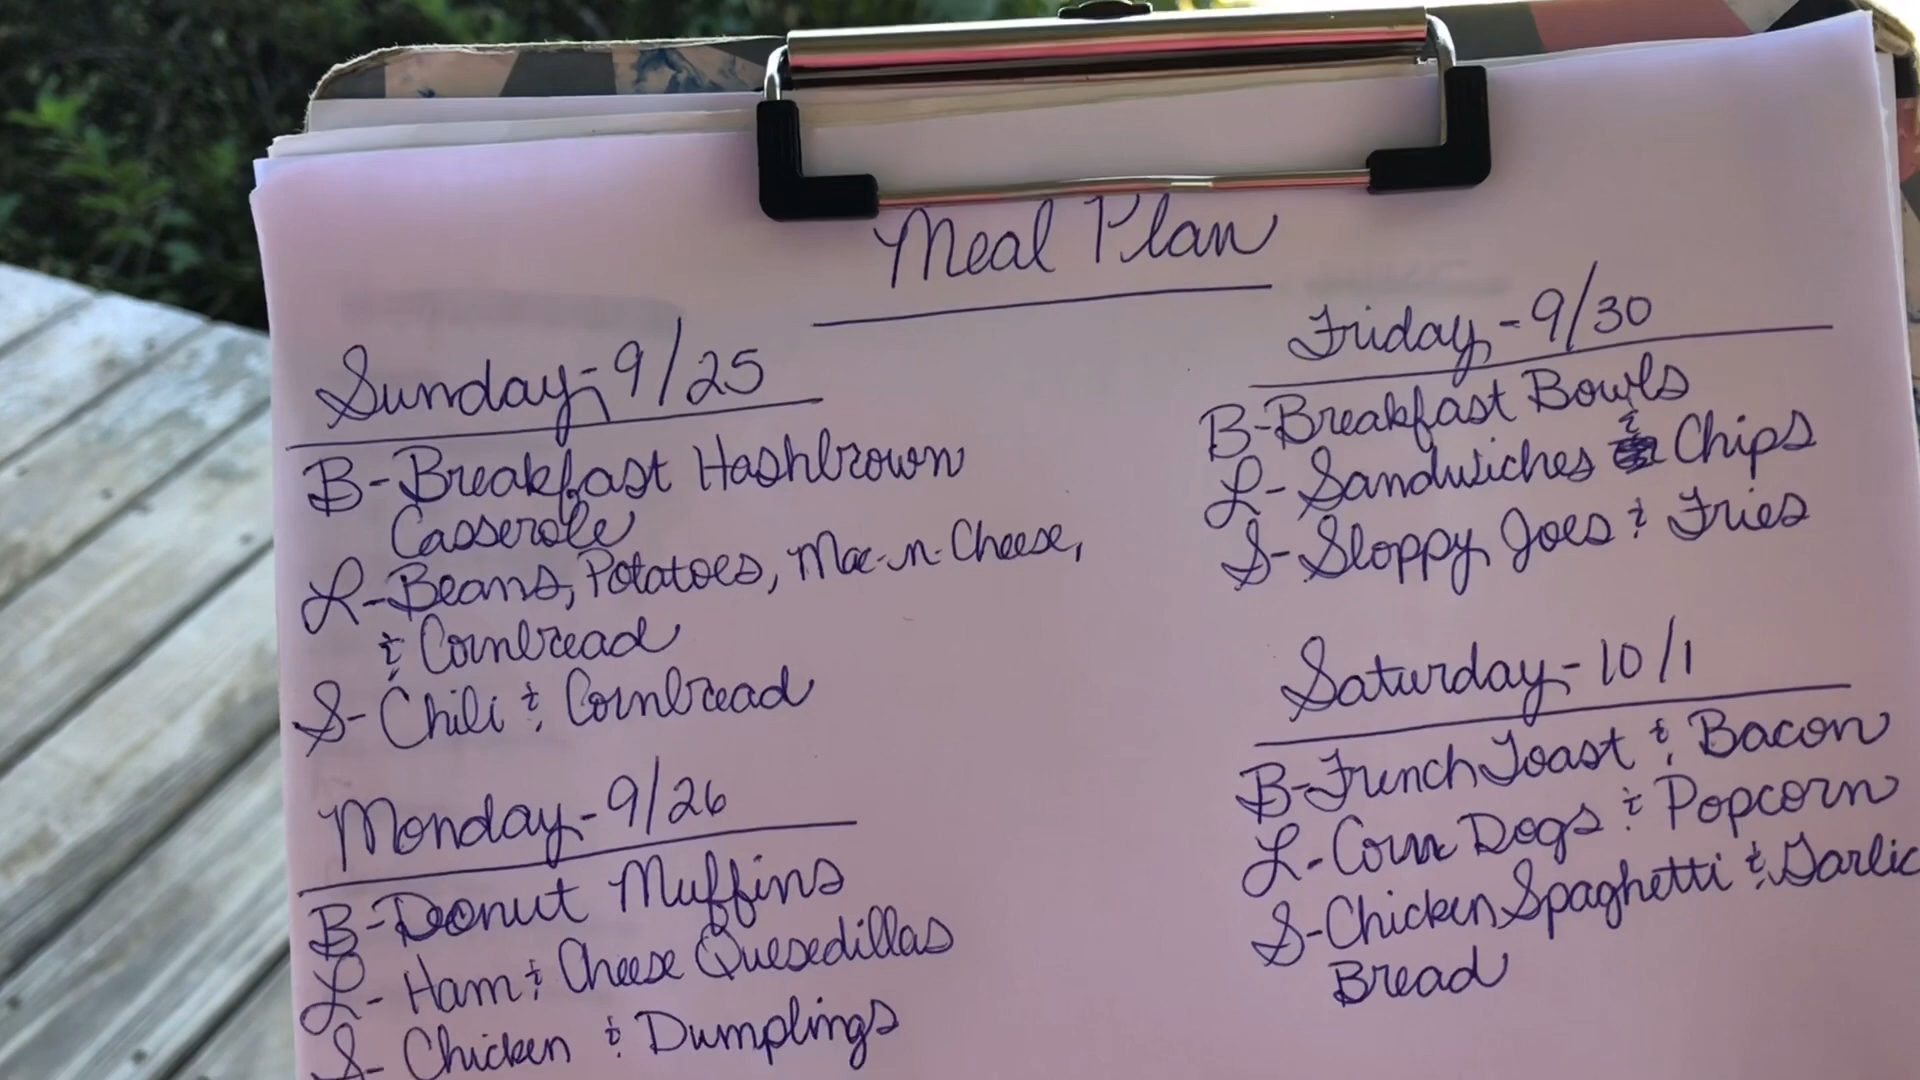 Meal Plan
Sunday-9/25
B-Breakfast Hashbrown
Casserole
L-Beans, Potatoes, Mac-n-Cheese,
& Cornbread
S-Chili & Cornbread
Monday-9/26
B-Donut Muffins
L-Ham & Cheese Quesedillas
S-Chicken & Dumplings
Friday-9/30
B-Breakfast Bowls
L-Sandwiches & Chips
S-Sloppy Joes & Fries
Saturday-10/1
B-French Toast & Bacon
L-Corn Dogs & Popcorn
S-Chicken Spaghetti & Garlic
Bread